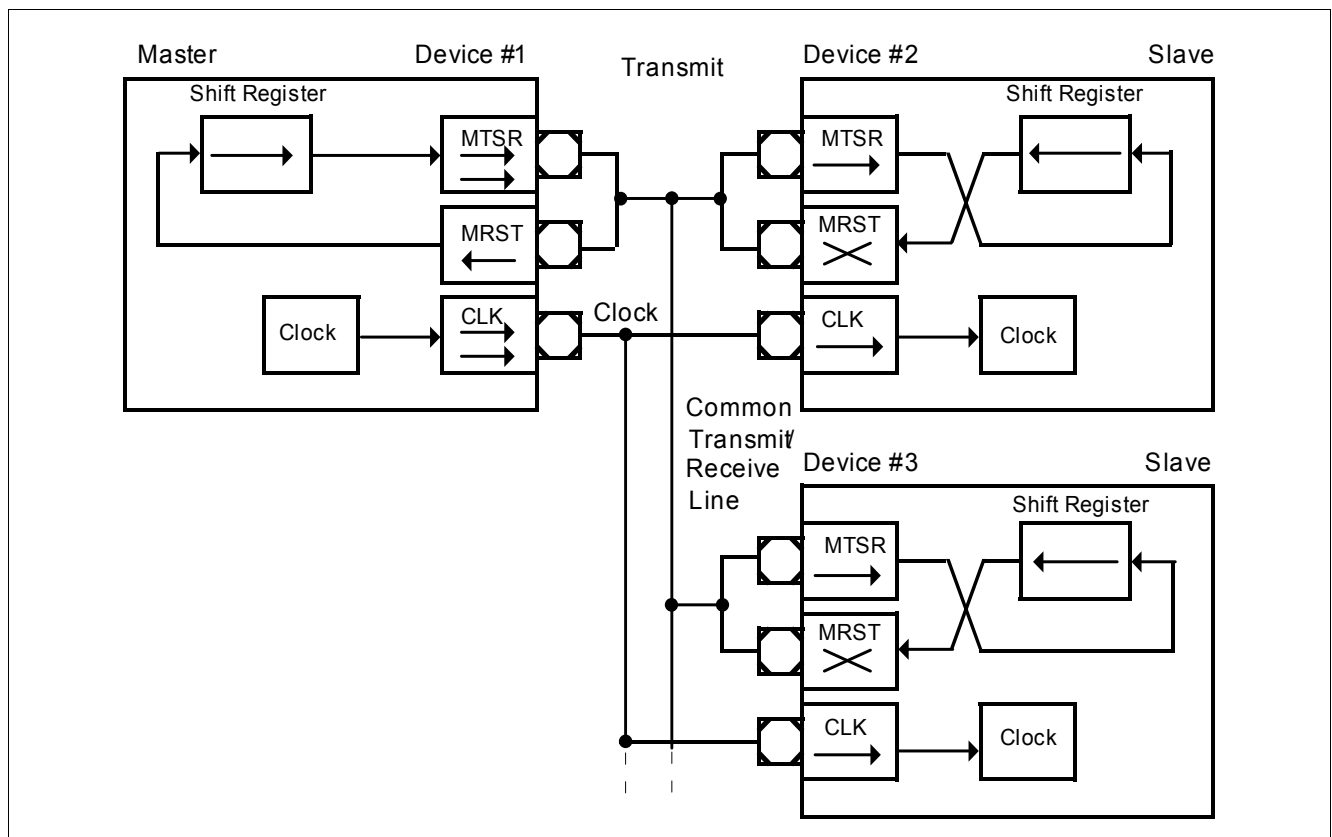 Master
Device #1
Transmit
Device #2
Slave
Shift Register
Shift Register
MTSR
MTSR
MRST
MRST
Clock
CLK
Clock
CLK
Clock
Common
Transmit/
Receive
Line
Device #3
Slave
Shift Register
MTSR
MRST
CLK
Clock